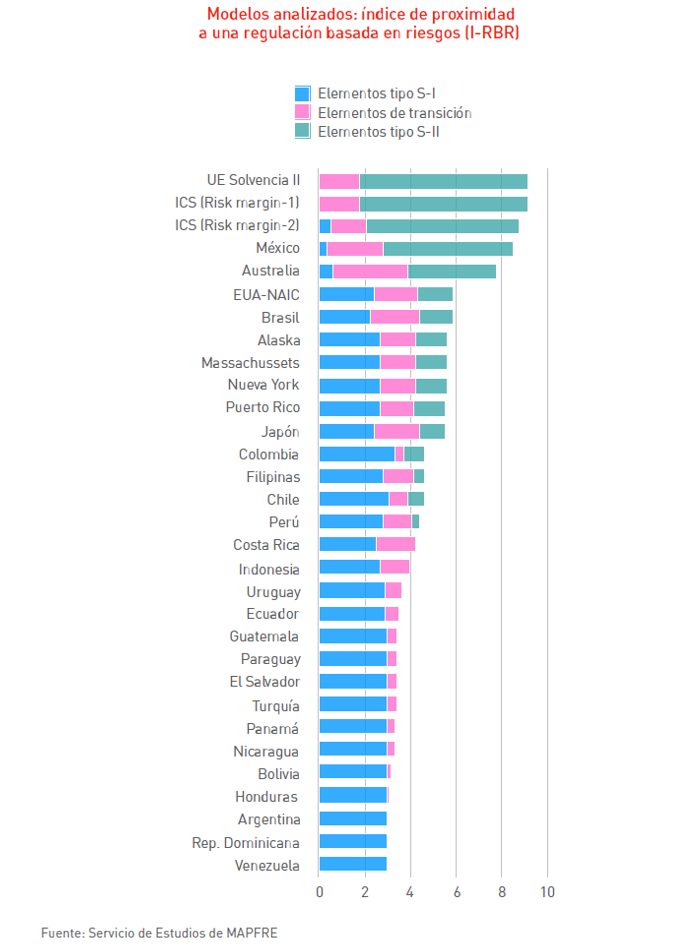 Modelos analizados: índice de proximidad
a una regulación basada en riesgos (I-RBR)
Elementos tipo S-I
Elementos de transición
Elementos tipo S-II
UE Solvencia II
ICS (Risk margin-1)
ICS (Risk margin-2)
México
Australia
EUA-NAIC
Brasil
Alaska
Massachussets
Nueva York
Puerto Rico
Japón
Colombia
Filipinas
Chile
Perú
Costa Rica
Indonesia
Uruguay
Ecuador
Guatemala
Paraguay
El Salvador
Turquía
Panamá
Nicaragua
Bolivia
Honduras
Argentina
Rep. Dominicana
Venezuela
0 2 4 6 8 10
Fuente: Servicio de Estudios de MAPFRE